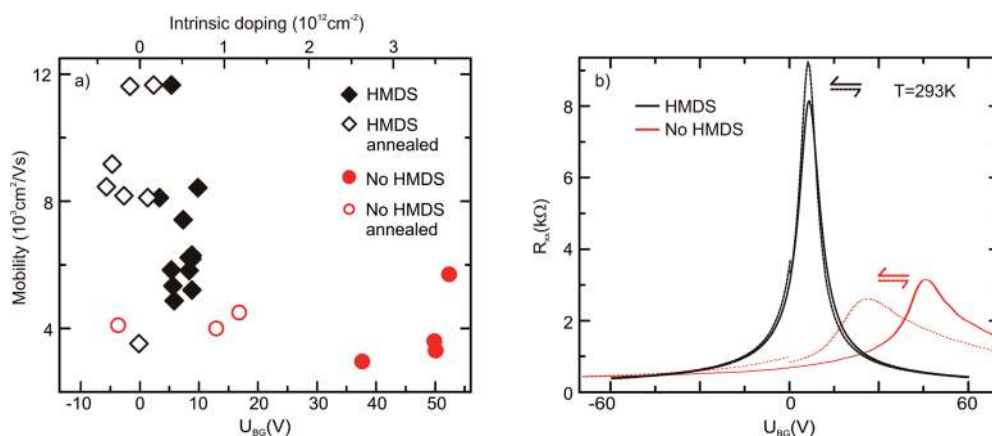 Intrinsic doping (10¹²cm⁻²)
0 1 2 3
a)
HMDS
HMDS
annealed
No HMDS
No HMDS
annealed
12
8
4
Mobility (10³cm²/Vs)
-10 0 10 20 30 40 50
U_BG(V)
b)
HMDS
No HMDS
T=293K
8
6
4
2
0
R_xx(kΩ)
-60 0 60
U_BG(V)